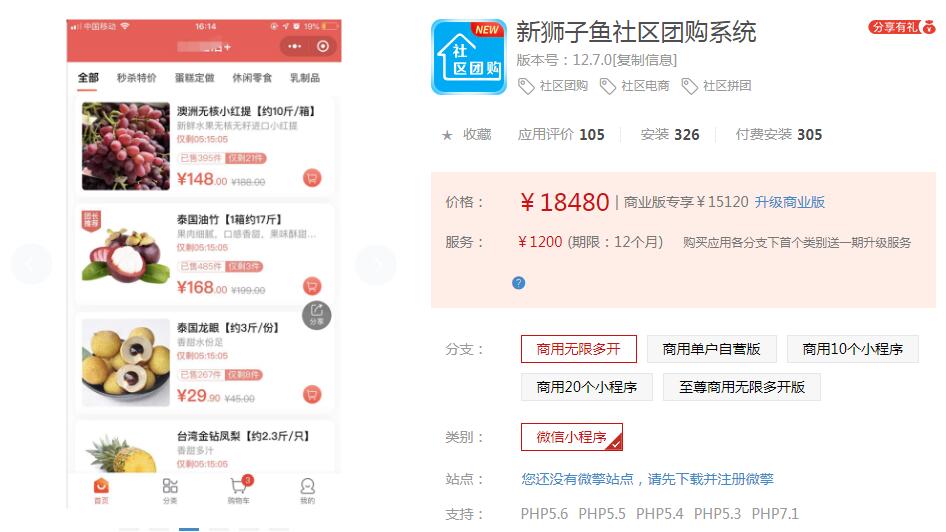 中国移动
16:14
19%
全部
秒杀特价
蛋糕定做
休闲零食
乳制品
澳洲无核小红提【约10斤/箱】
新鲜水果无核无籽进口小红提
仅剩05:15:05
已售395件 仅剩21件
¥148.00 ¥188.00
团长推荐
泰国油竹【1箱约17斤】
果肉细腻，口感香甜，果味酥甜...
仅剩05:15:05
已售485件 仅剩3件
¥168.00 ¥199.00
分享
泰国龙眼【约3斤/份】
香甜水份足
仅剩05:15:05
已售267件 仅剩8件
¥29.90 ¥45.00
台湾金钻凤梨【约2.3斤/只】
香甜多汁
仅剩05:15:05
首页
分类
3
购物车
我的
NEW
社
区团购
新狮子鱼社区团购系统
分享有礼
版本号：12.7.0[复制信息]
社区团购 社区电商 社区拼团
★ 收藏 应用评价 105 安装 326 付费安装 305
价格： ¥18480 | 商业版专享¥15120 升级商业版
服务： ¥1200 (期限：12个月) 购买应用各分支下首个类别送一期升级服务
?
分支： 商用无限多开 商用单户自营版 商用10个小程序
商用20个小程序 至尊商用无限多开版
类别： 微信小程序
站点： 您还没有微擎站点，请先下载并注册微擎
支持： PHP5.6 PHP5.5 PHP5.4 PHP5.3 PHP7.1